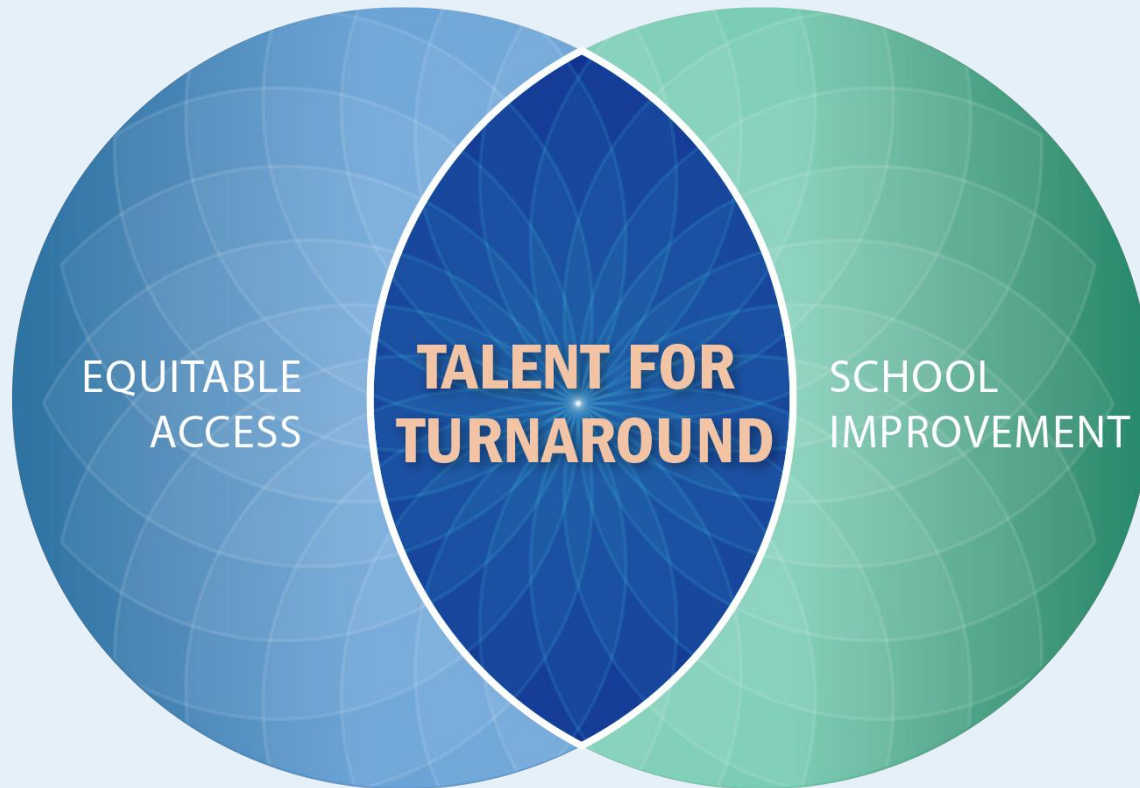 EQUITABLE
ACCESS
TALENT FOR
TURNAROUND
SCHOOL
IMPROVEMENT